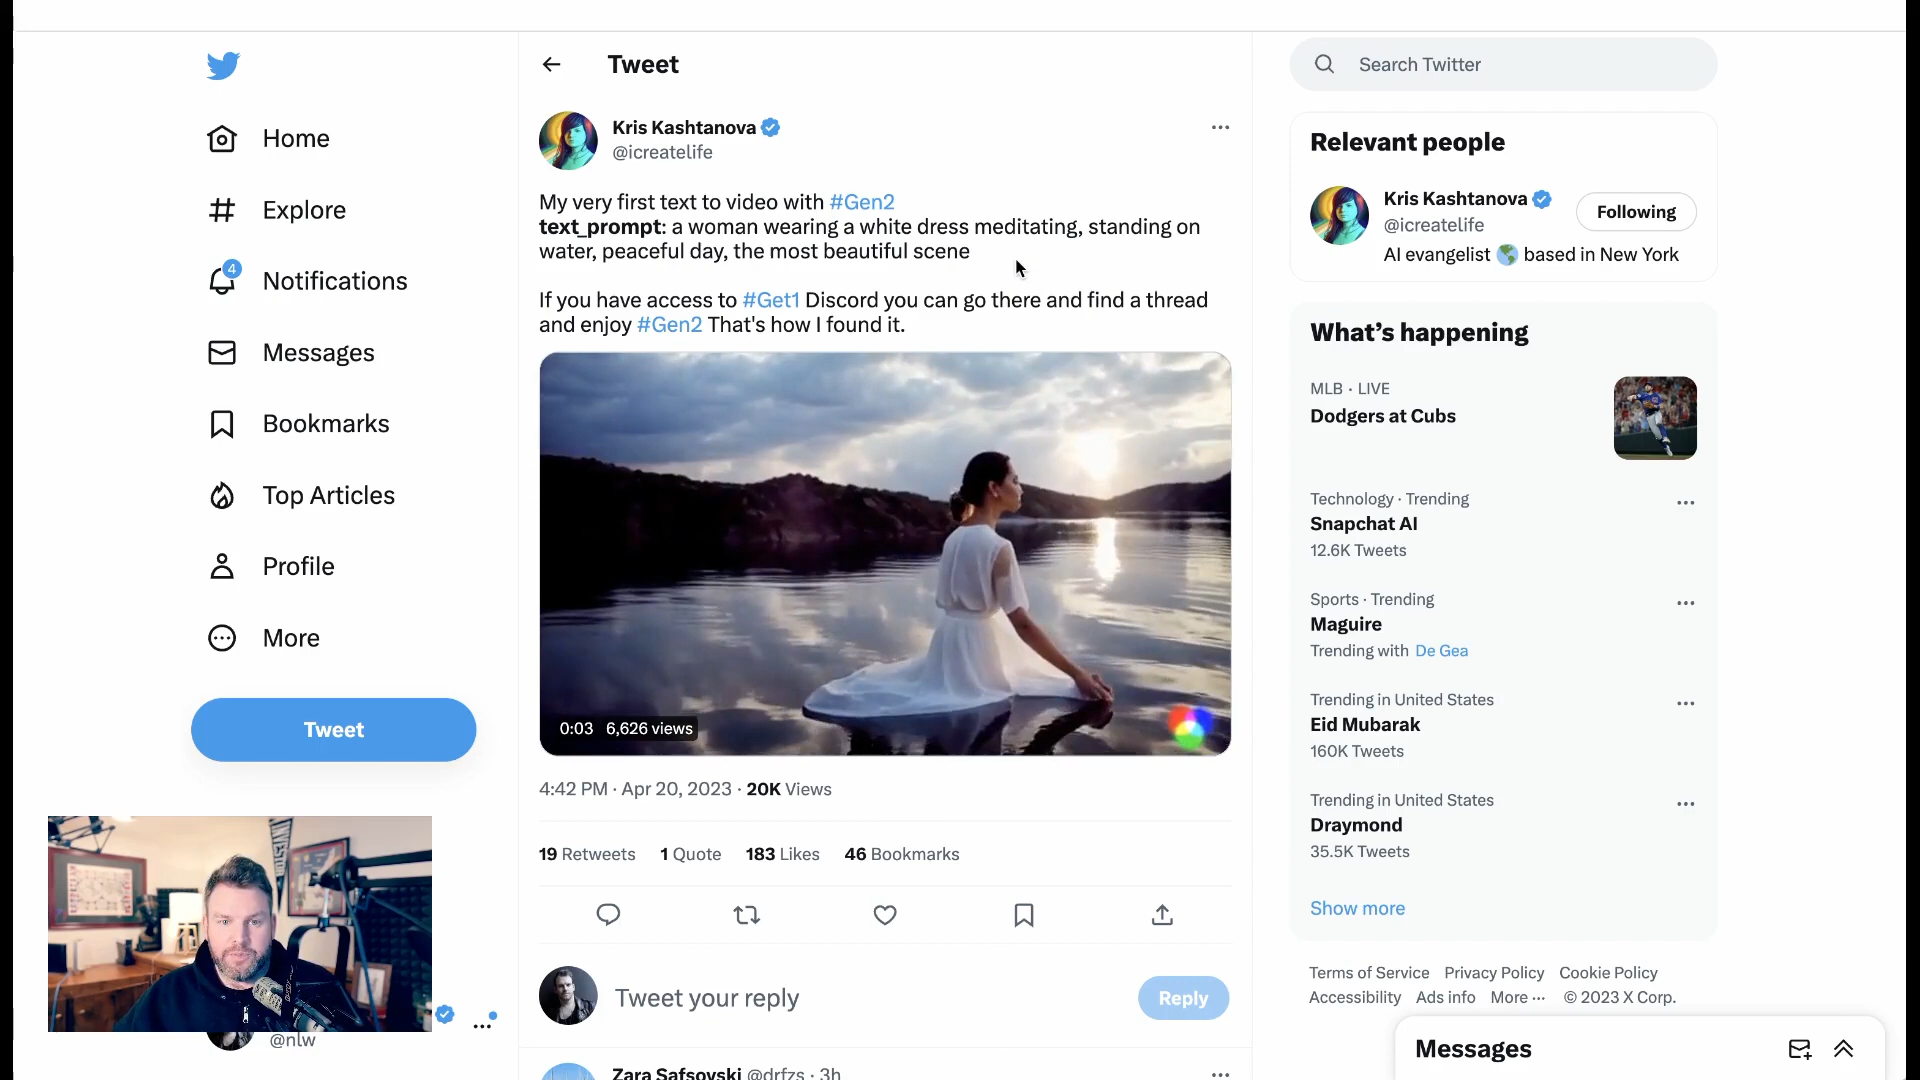 Home
Explore
4
Notifications
Messages
Bookmarks
Top Articles
Profile
More
Tweet
@nlw
Tweet
Kris Kashtanova
@icreatelife
My very first text to video with #Gen2
text_prompt: a woman wearing a white dress meditating, standing on
water, peaceful day, the most beautiful scene
If you have access to #Get1 Discord you can go there and find a thread
and enjoy #Gen2 That's how I found it.
0:03 6,626 views
4:42 PM · Apr 20, 2023 · 20K Views
19 Retweets 1 Quote 183 Likes 46 Bookmarks
Tweet your reply
Reply
Zara Safsovski @drfzs · 3h
Search Twitter
Relevant people
Kris Kashtanova
@icreatelife
Following
AI evangelist based in New York
What's happening
MLB · LIVE
Dodgers at Cubs
Technology · Trending
Snapchat AI
12.6K Tweets
Sports · Trending
Maguire
Trending with De Gea
Trending in United States
Eid Mubarak
160K Tweets
Trending in United States
Draymond
35.5K Tweets
Show more
Terms of Service Privacy Policy Cookie Policy
Accessibility Ads info More ··· © 2023 X Corp.
Messages